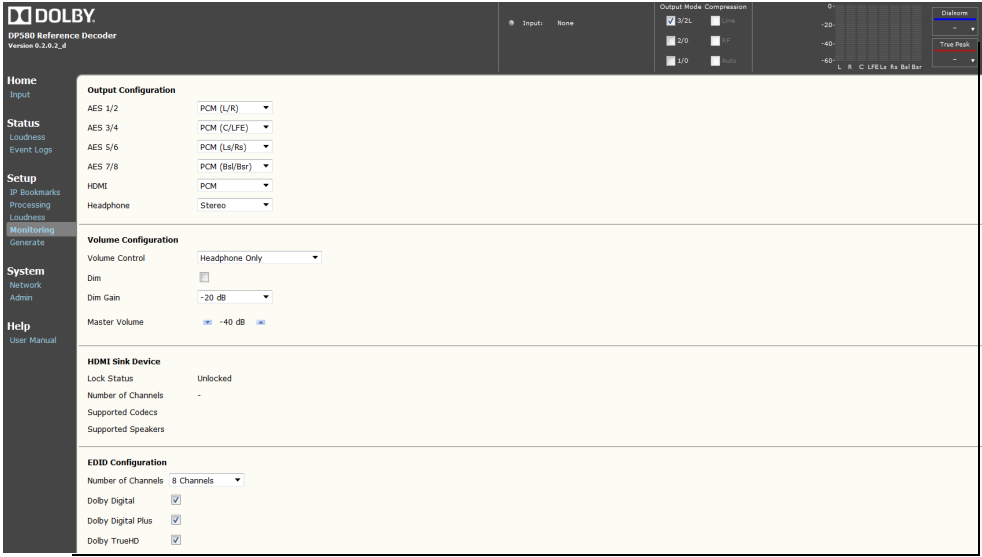 DOLBY.
DP580 Reference Decoder
Version 0.2.0.2_d
Input: None
Output Mode Compression
3/2L Line
2/0 RF
1/0 Auto
0-
-20-
-40-
-60-
L R C LFE Ls Rs Bsl Bsr
Dialnorm
-
True Peak
-
Home
Input
Status
Loudness
Event Logs
Setup
IP Bookmarks
Processing
Loudness
Monitoring
Generate
System
Network
Admin
Help
User Manual
Output Configuration
AES 1/2 PCM (L/R)
AES 3/4 PCM (C/LFE)
AES 5/6 PCM (Ls/Rs)
AES 7/8 PCM (Bsl/Bsr)
HDMI PCM
Headphone Stereo
Volume Configuration
Volume Control Headphone Only
Dim
Dim Gain -20 dB
Master Volume -40 dB
HDMI Sink Device
Lock Status Unlocked
Number of Channels -
Supported Codecs
Supported Speakers
EDID Configuration
Number of Channels 8 Channels
Dolby Digital
Dolby Digital Plus
Dolby TrueHD